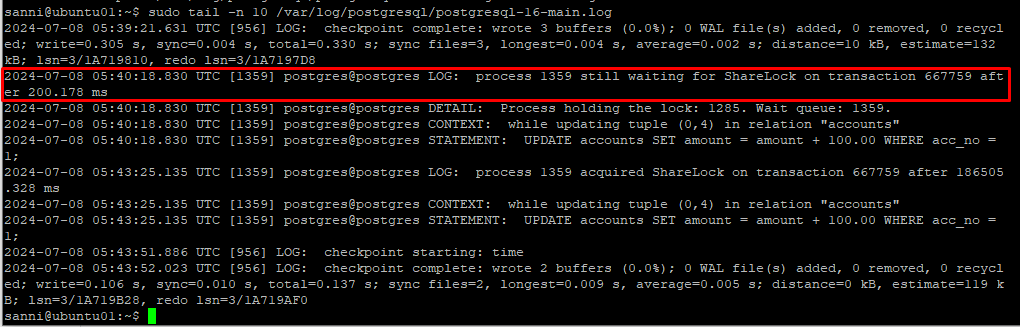 sanni@ubuntu01:~$ sudo tail -n 10 /var/log/postgresql/postgresql-16-main.log
2024-07-08 05:39:21.631 UTC [956] LOG:  checkpoint complete: wrote 3 buffers (0.0%); 0 WAL file(s) added, 0 removed, 0 recycl
ed; write=0.305 s, sync=0.004 s, total=0.330 s; sync files=3, longest=0.004 s, average=0.002 s; distance=10 kB, estimate=132
kB; lsn=3/1A719810, redo lsn=3/1A7197D8
2024-07-08 05:40:18.830 UTC [1359] postgres@postgres LOG:  process 1359 still waiting for ShareLock on transaction 667759 aft
er 200.178 ms
2024-07-08 05:40:18.830 UTC [1359] postgres@postgres DETAIL:  Process holding the lock: 1285. Wait queue: 1359.
2024-07-08 05:40:18.830 UTC [1359] postgres@postgres CONTEXT:  while updating tuple (0,4) in relation "accounts"
2024-07-08 05:40:18.830 UTC [1359] postgres@postgres STATEMENT:  UPDATE accounts SET amount = amount + 100.00 WHERE acc_no =
1;
2024-07-08 05:43:25.135 UTC [1359] postgres@postgres LOG:  process 1359 acquired ShareLock on transaction 667759 after 186505
.328 ms
2024-07-08 05:43:25.135 UTC [1359] postgres@postgres CONTEXT:  while updating tuple (0,4) in relation "accounts"
2024-07-08 05:43:25.135 UTC [1359] postgres@postgres STATEMENT:  UPDATE accounts SET amount = amount + 100.00 WHERE acc_no =
1;
2024-07-08 05:43:51.886 UTC [956] LOG:  checkpoint starting: time
2024-07-08 05:43:52.023 UTC [956] LOG:  checkpoint complete: wrote 2 buffers (0.0%); 0 WAL file(s) added, 0 removed, 0 recycl
ed; write=0.106 s, sync=0.010 s, total=0.137 s; sync files=2, longest=0.009 s, average=0.005 s; distance=0 kB, estimate=119 k
B; lsn=3/1A719B28, redo lsn=3/1A719AF0
sanni@ubuntu01:~$